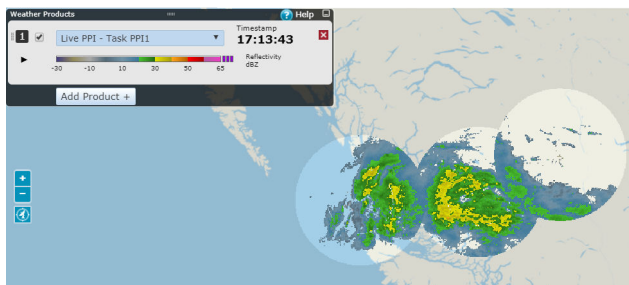 Weather Products
? Help
1
Live PPI - Task PPI1
Timestamp
17:13:43
-30 -10 10 30 50 65
Reflectivity
dBZ
Add Product +